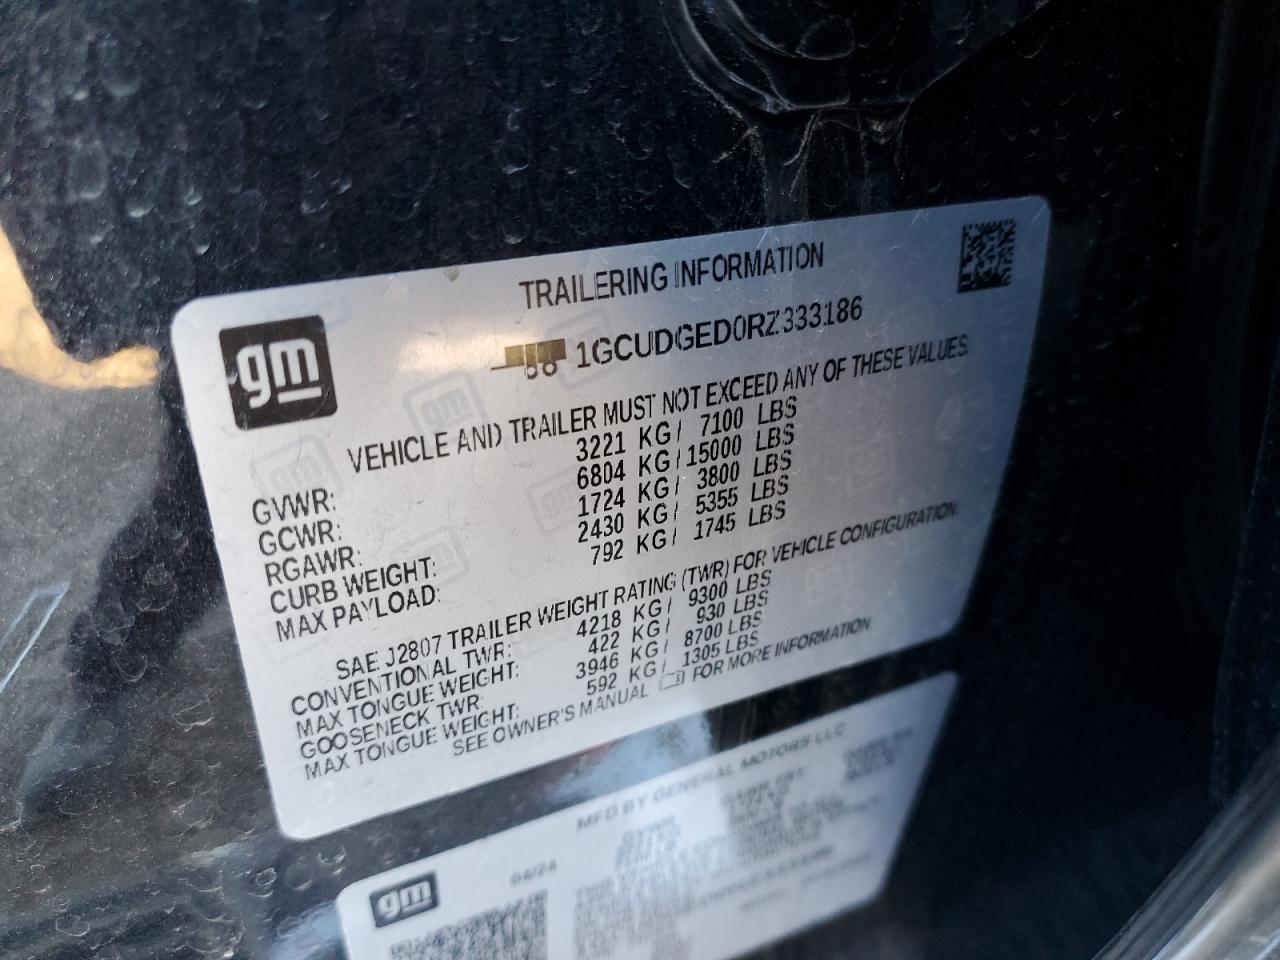 TRAILERING INFORMATION
gm
1GCUDGED0RZ333186
VEHICLE AND TRAILER MUST NOT EXCEED ANY OF THESE VALUES.
GVWR: 3221 KG/ 7100 LBS
GCWR: 6804 KG/15000 LBS
RGAWR: 1724 KG/ 3800 LBS
CURB WEIGHT: 2430 KG/ 5355 LBS
MAX PAYLOAD: 792 KG/ 1745 LBS
SAE J2807 TRAILER WEIGHT RATING (TWR) FOR VEHICLE CONFIGURATION.
CONVENTIONAL TWR: 4218 KG/ 9300 LBS
MAX TONGUE WEIGHT: 422 KG/ 930 LBS
GOOSENECK TWR: 3946 KG/ 8700 LBS
MAX TONGUE WEIGHT: 592 KG/ 1305 LBS
SEE OWNER'S MANUAL FOR MORE INFORMATION
MFD BY GENERAL MOTORS LLC
04/24
GVWR
gm